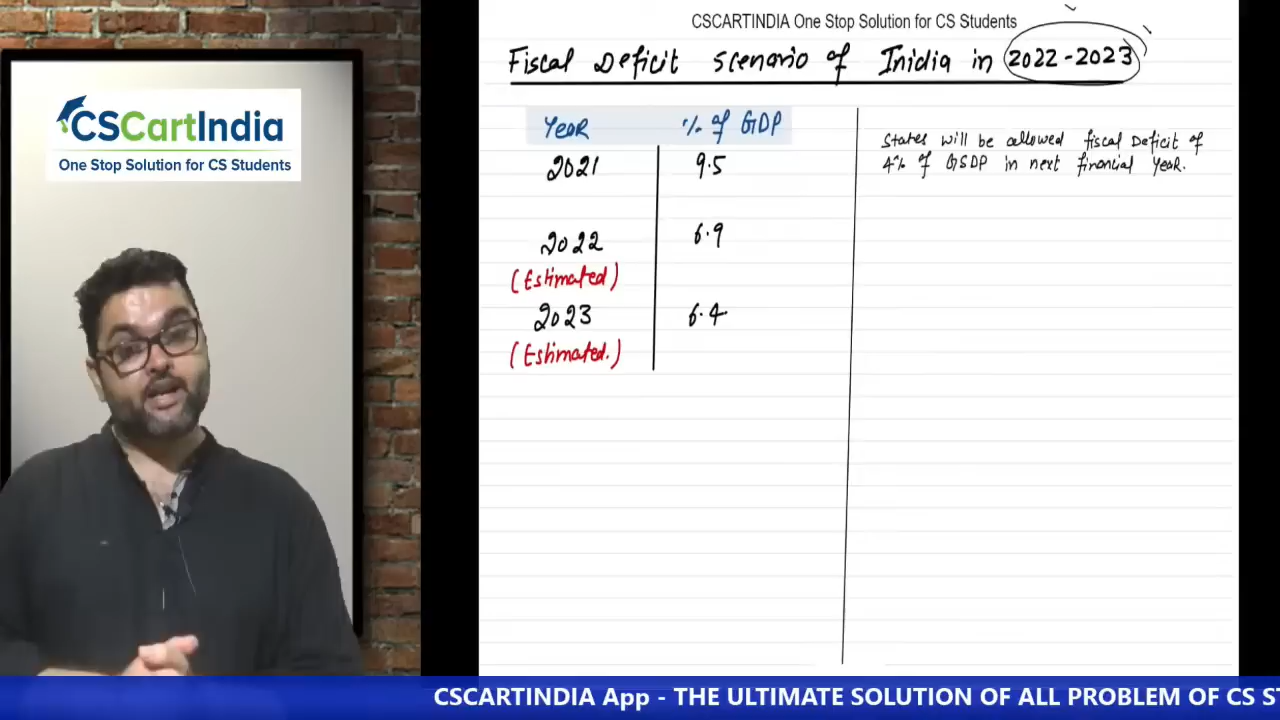 CSCartIndia
One Stop Solution for CS Students
CSCARTINDIA One Stop Solution for CS Students
Fiscal Deficit scenario of Inidia in 2022-2023
Year % of GDP
2021 9.5
2022 6.9
(Estimated)
2023 6.4
(Estimated.)
States will be allowed fiscal Deficit of
4% of GSDP in next financial Year.
CSCARTINDIA App - THE ULTIMATE SOLUTION OF ALL PROBLEM OF CS ST